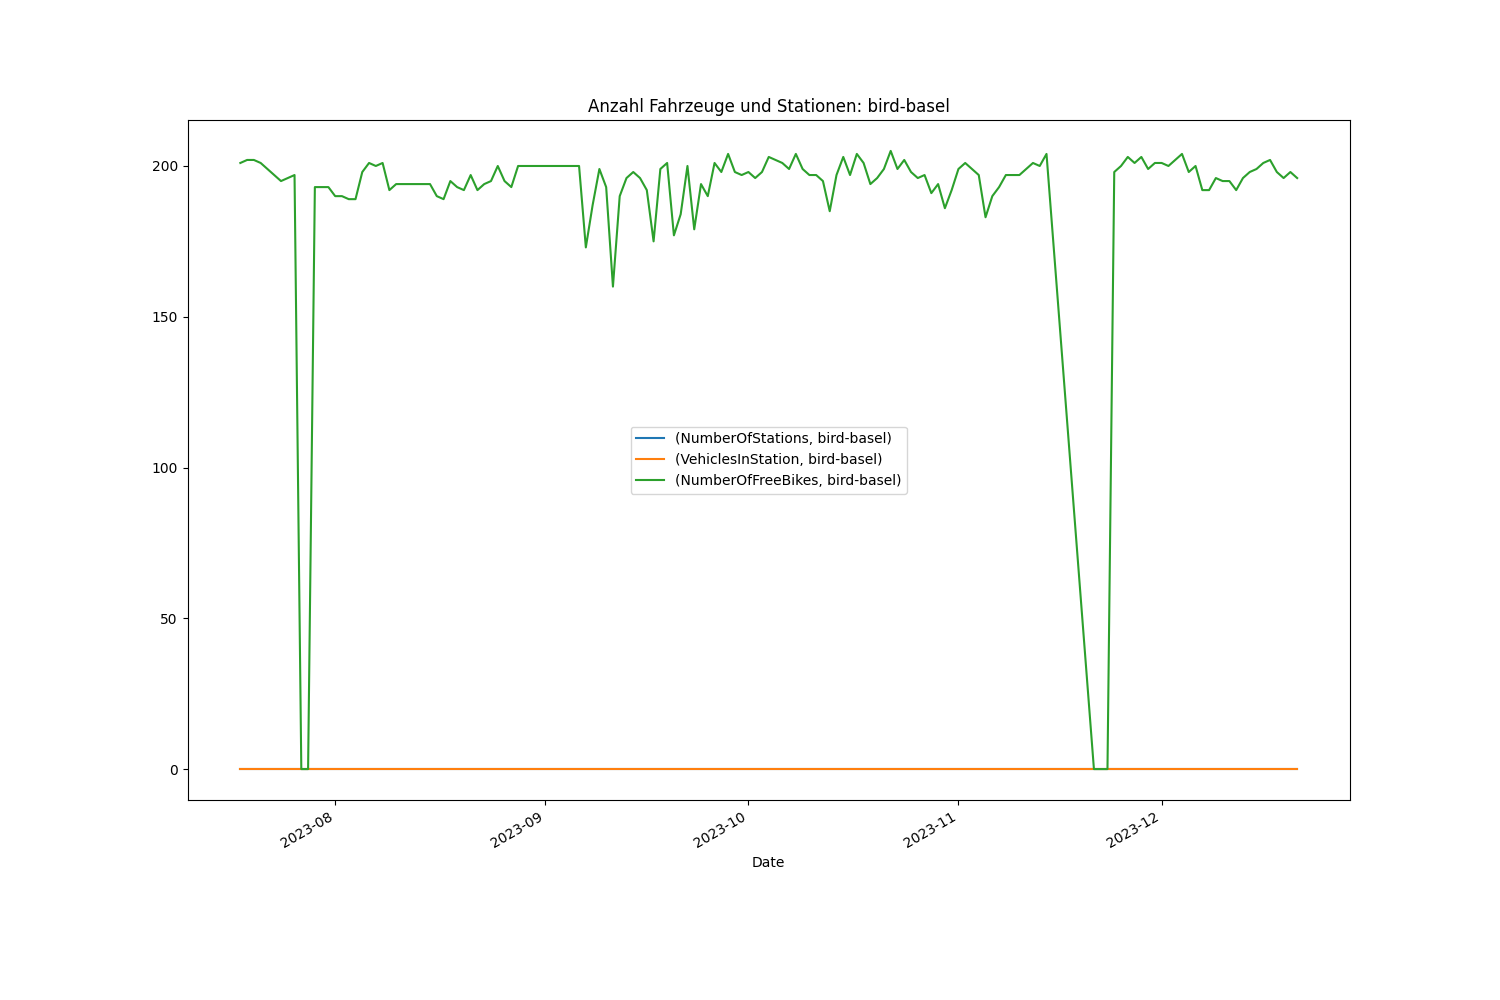 Anzahl Fahrzeuge und Stationen: bird-basel
200
150
100
50
0
(NumberOfStations, bird-basel)
(VehiclesInStation, bird-basel)
(NumberOfFreeBikes, bird-basel)
2023-08
2023-09
2023-10
2023-11
2023-12
Date